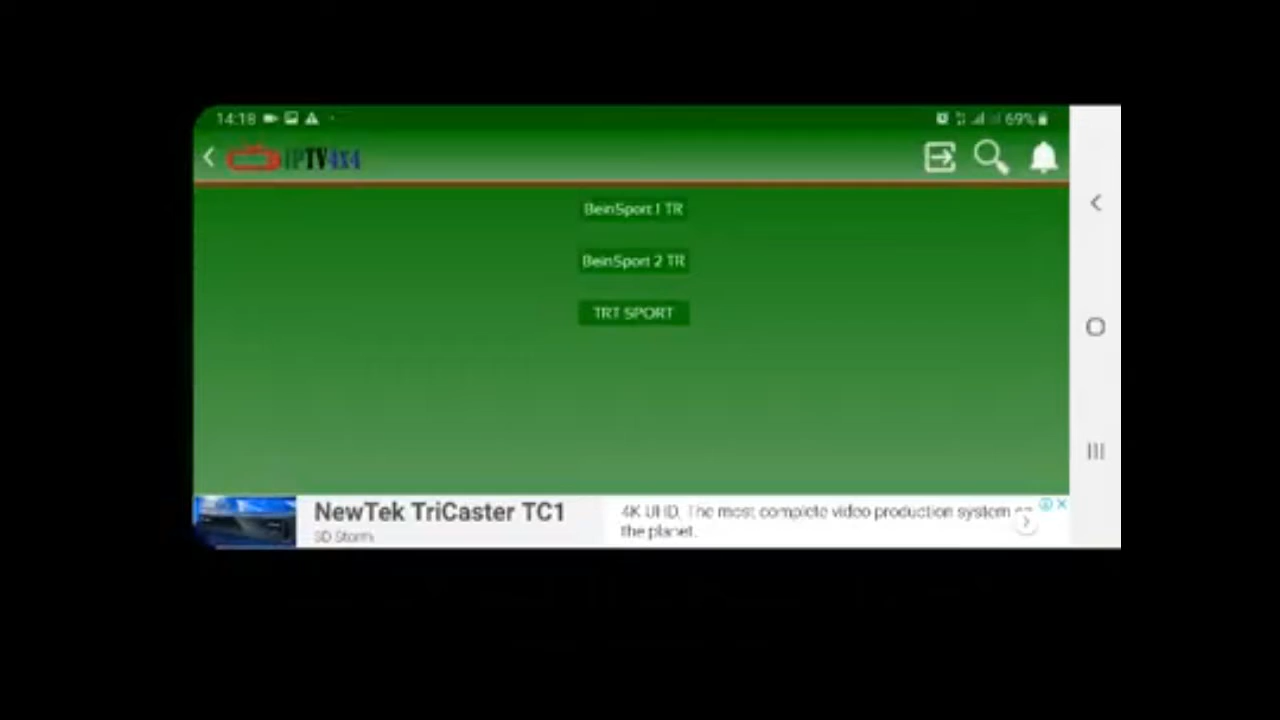 14:18
69%
IPTV4x4
BeinSport 1 TR
BeinSport 2 TR
TRT SPORT
NewTek TriCaster TC1
3D Storm
4K UHD, The most complete video production system on
the planet.